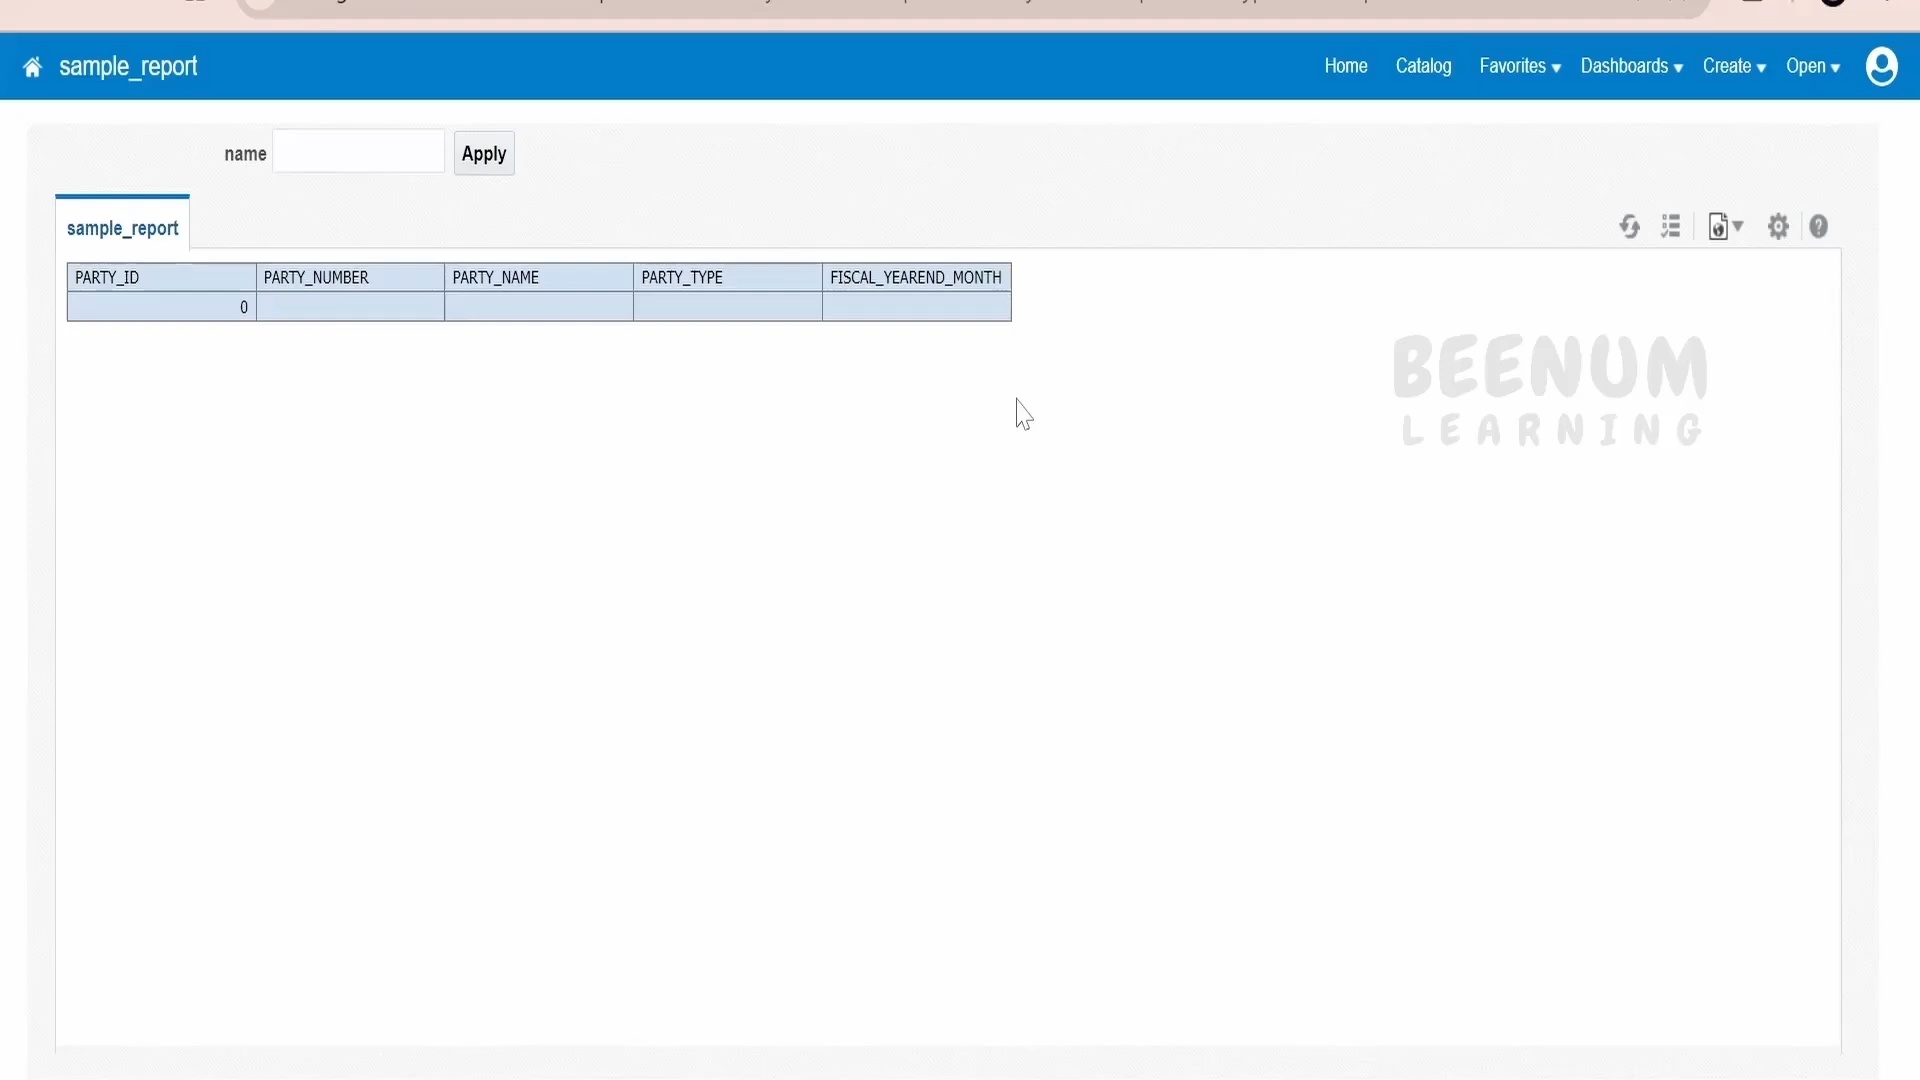 sample_report
Home Catalog Favorites Dashboards Create Open
name Apply
sample_report
PARTY_ID PARTY_NUMBER PARTY_NAME PARTY_TYPE FISCAL_YEAREND_MONTH
0
BEENUM
LEARNING